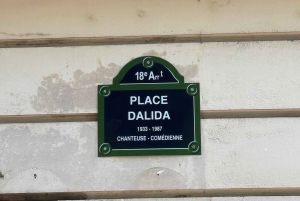 18e Arrt
PLACE
DALIDA
1933 - 1987
CHANTEUSE - COMÉDIENNE